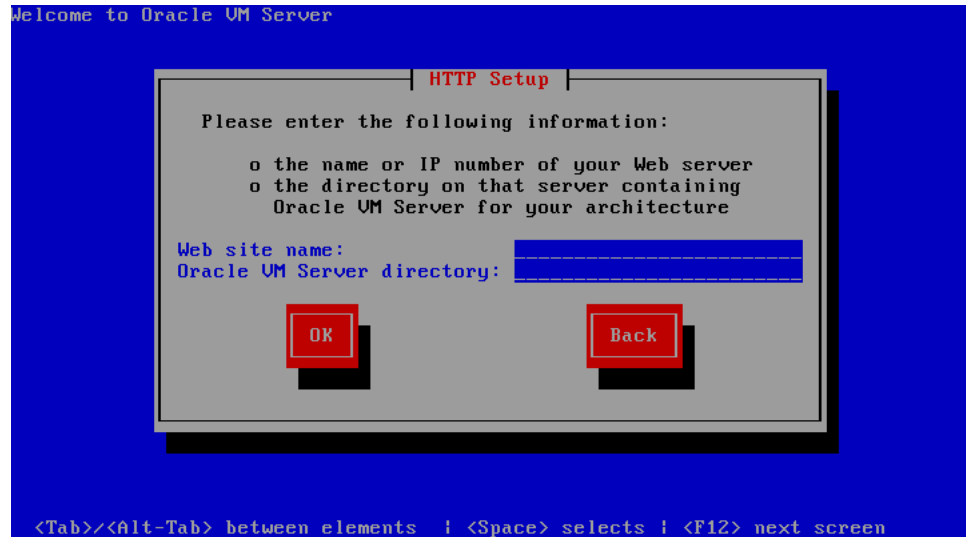 Welcome to Oracle VM Server
HTTP Setup
Please enter the following information:
o the name or IP number of your Web server
o the directory on that server containing
Oracle VM Server for your architecture
Web site name:
Oracle VM Server directory:
OK Back
<Tab>/<Alt-Tab> between elements | <Space> selects | <F12> next screen